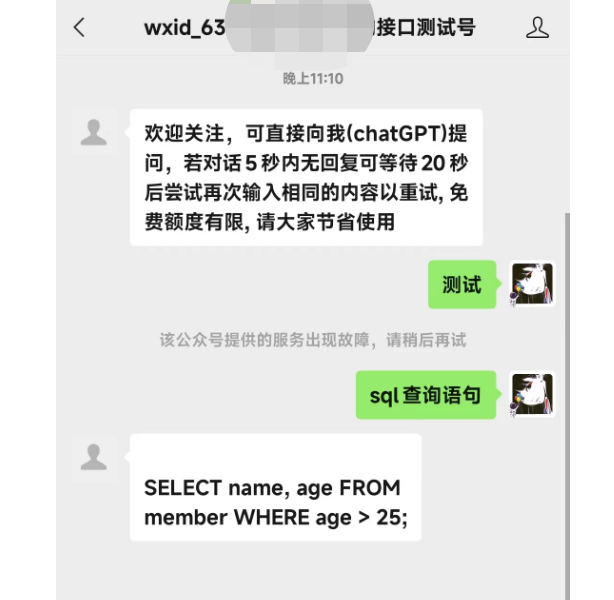 wxid_63
接口测试号
晚上11:10
欢迎关注，可直接向我(chatGPT)提
问，若对话5秒内无回复可等待20秒
后尝试再次输入相同的内容以重试, 免
费额度有限, 请大家节省使用
测试
该公众号提供的服务出现故障，请稍后再试
sql查询语句
SELECT name, age FROM
member WHERE age > 25;